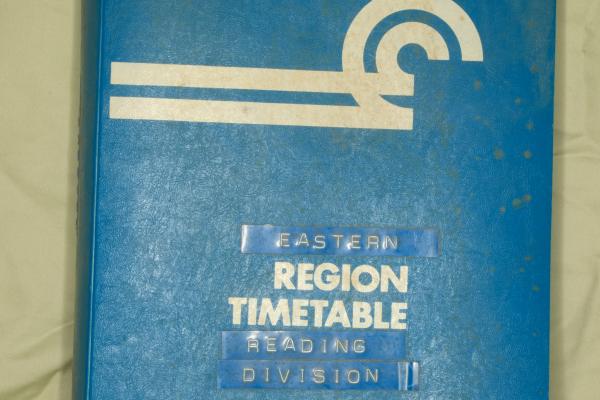 EASTERN
REGION
TIMETABLE
READING
DIVISION